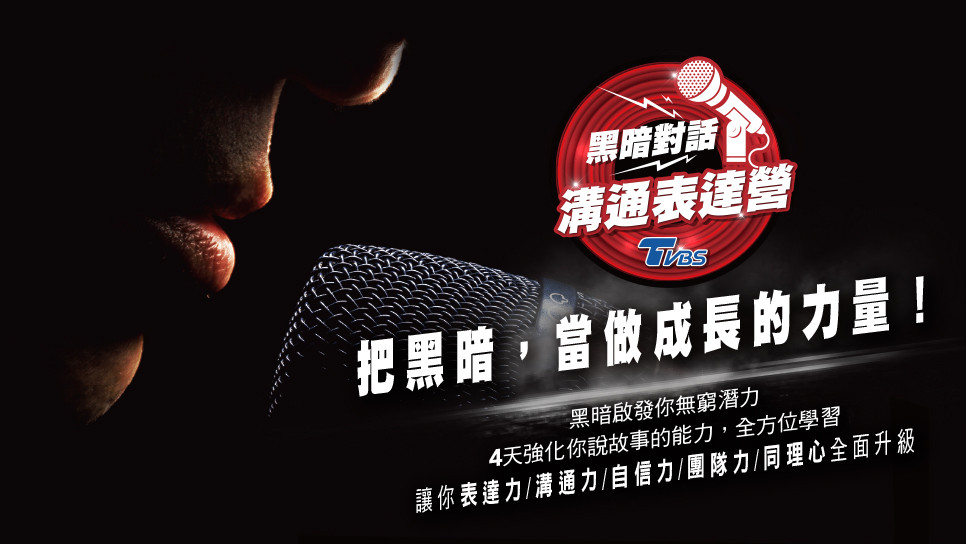 黑暗對話
溝通表達營
TVBS
把黑暗，當做成長的力量！
黑暗啟發你無窮潛力
4天強化你說故事的能力，全方位學習
讓你表達力/溝通力/自信力/團隊力/同理心全面升級